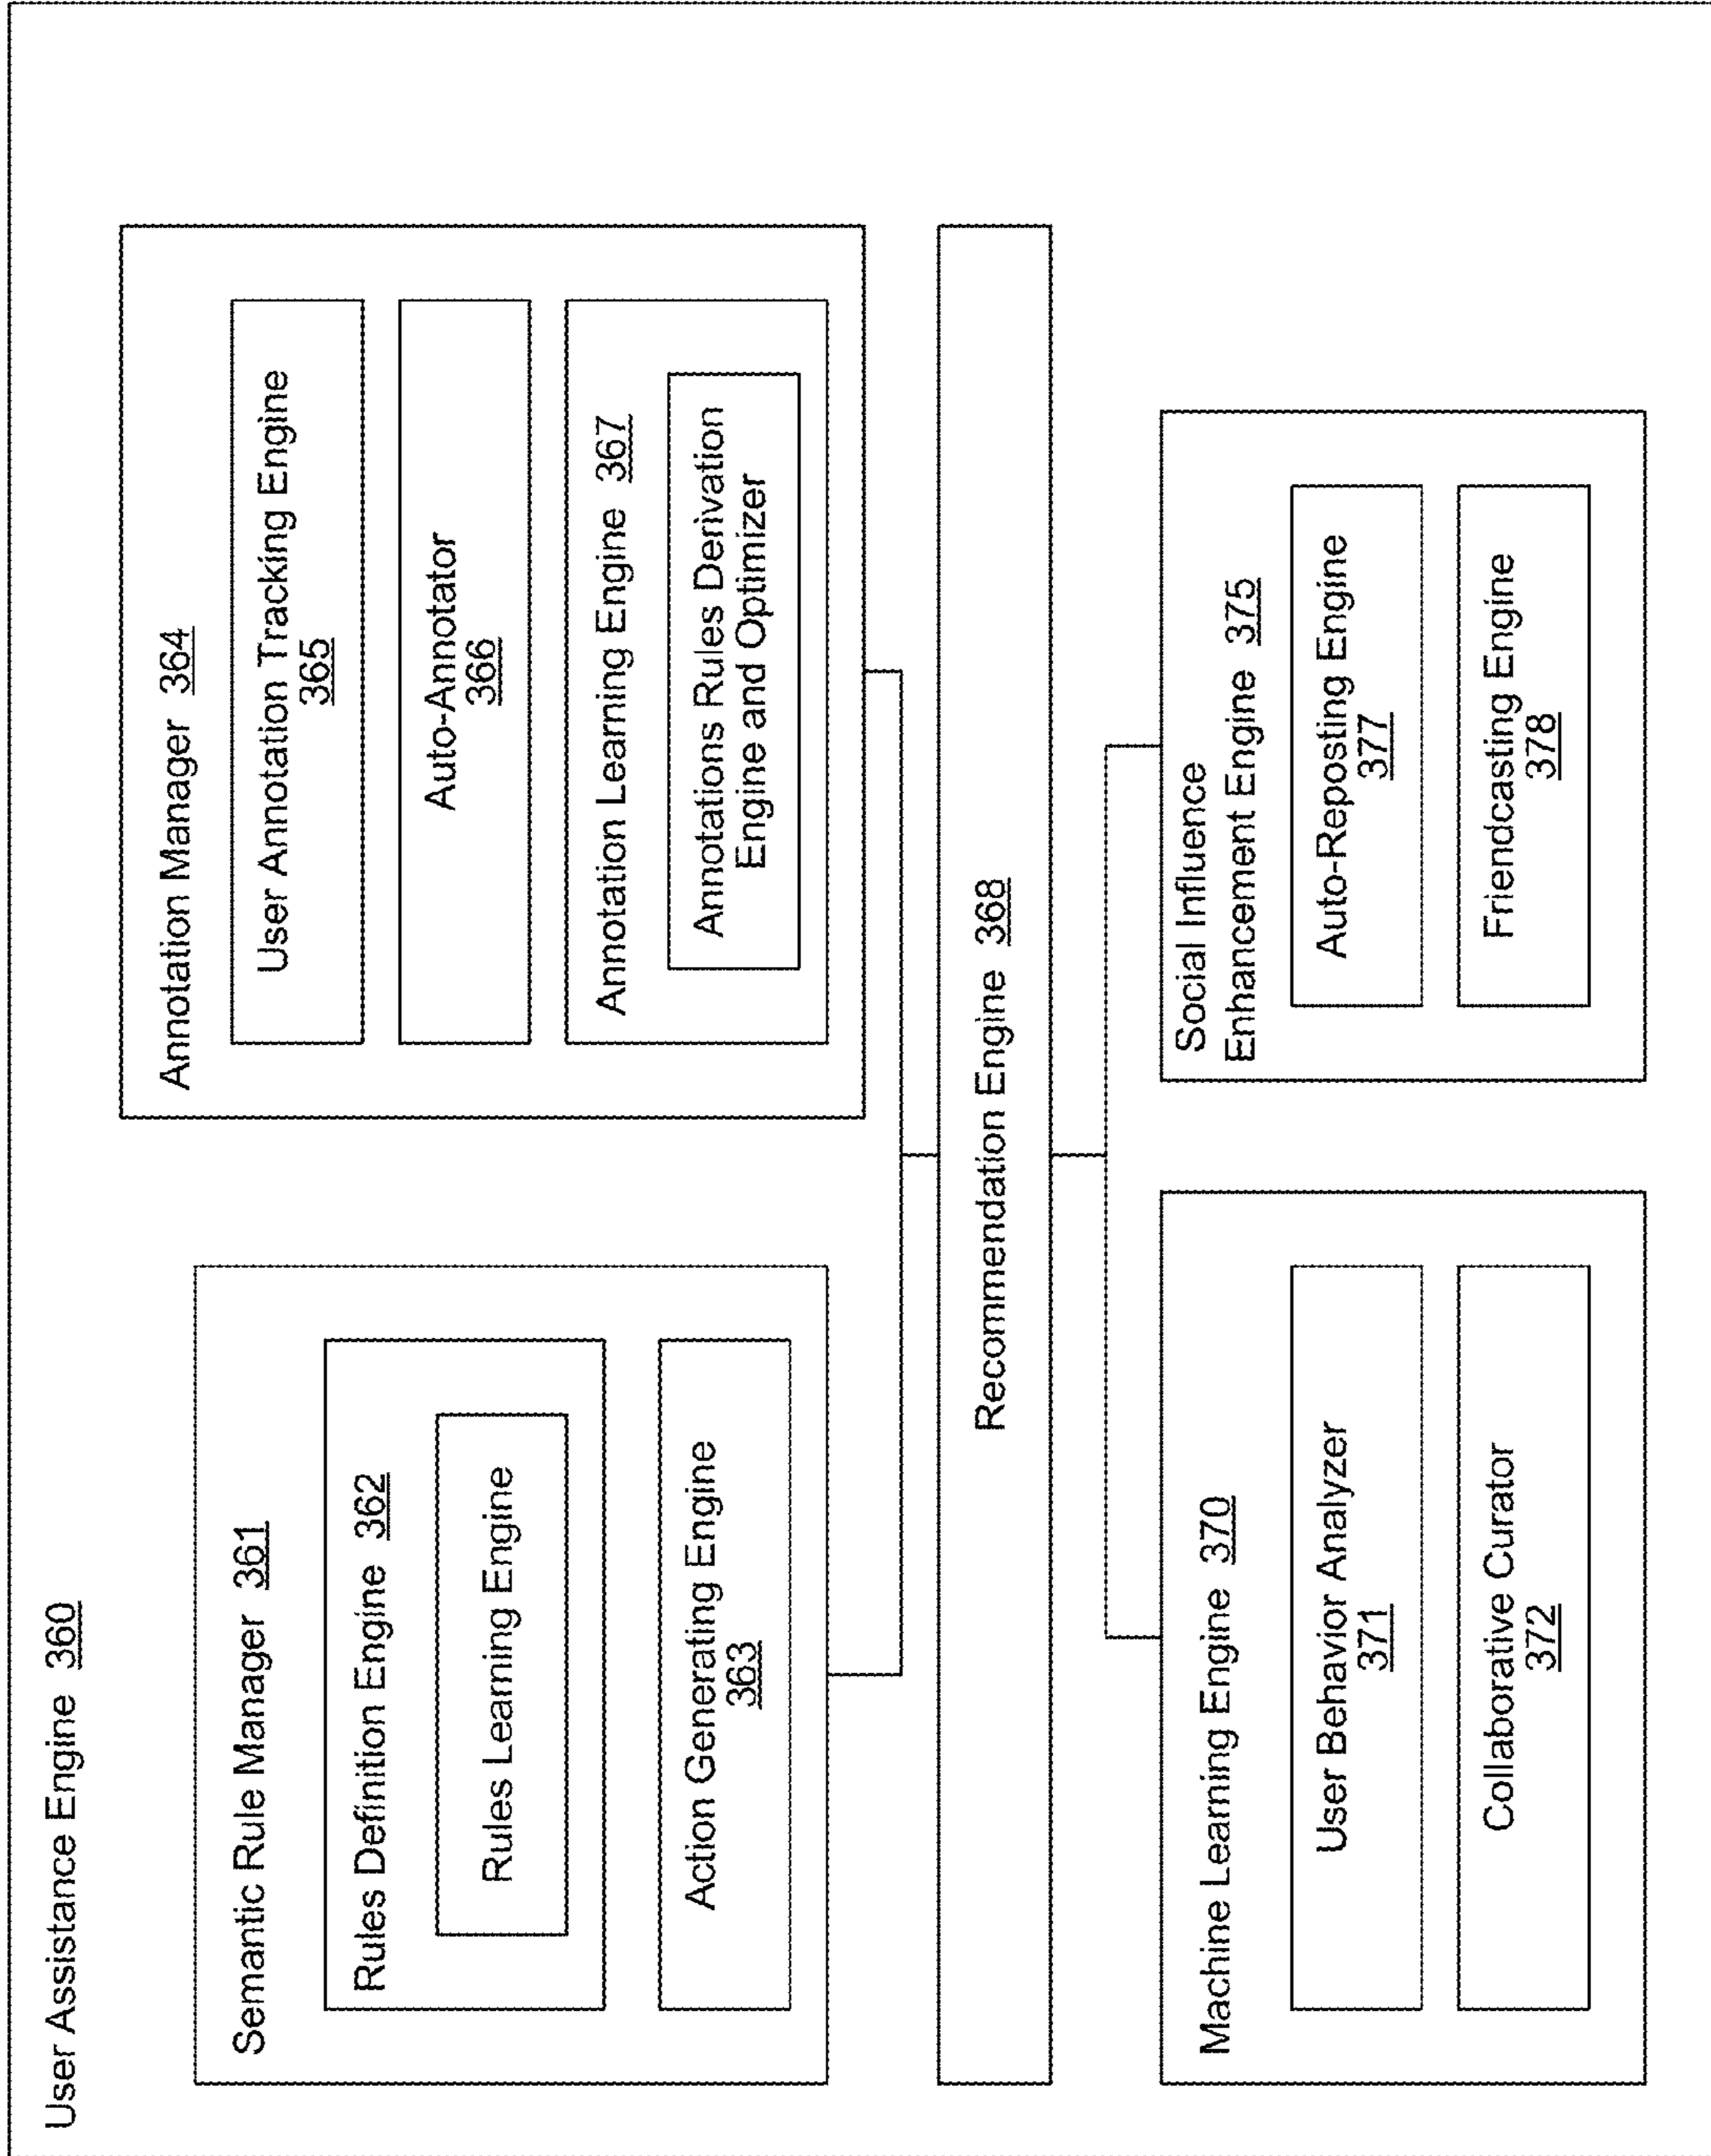 User Assistance Engine 360
Semantic Rule Manager 361
Rules Definition Engine 362
Rules Learning Engine
Action Generating Engine
363
Annotation Manager 364
User Annotation Tracking Engine
365
Auto-Annotator
366
Annotation Learning Engine 367
Annotations Rules Derivation
Engine and Optimizer
Recommendation Engine 368
Machine Learning Engine 370
User Behavior Analyzer
371
Collaborative Curator
372
Social Influence
Enhancement Engine 375
Auto-Reposting Engine
377
Friendcasting Engine
378